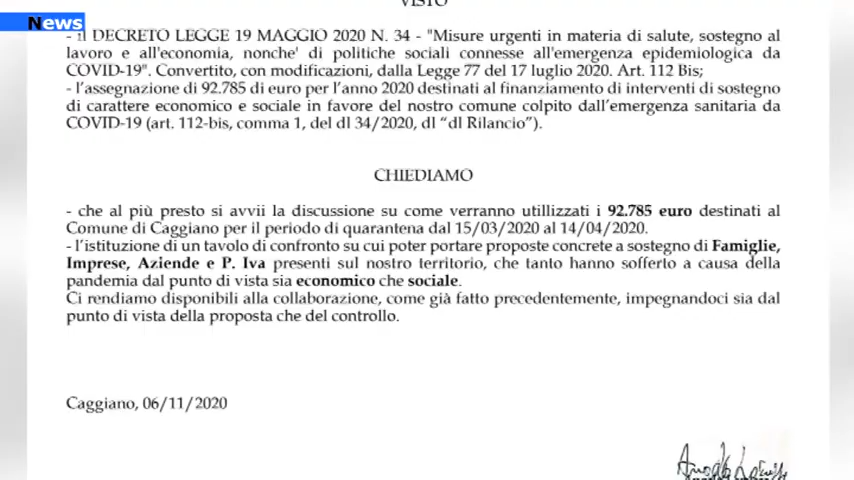 VISTO
News
- il DECRETO LEGGE 19 MAGGIO 2020 N. 34 - "Misure urgenti in materia di salute, sostegno al
lavoro e all'economia, nonche' di politiche sociali connesse all'emergenza epidemiologica da
COVID-19". Convertito, con modificazioni, dalla Legge 77 del 17 luglio 2020. Art. 112 Bis;
- l'assegnazione di 92.785 di euro per l'anno 2020 destinati al finanziamento di interventi di sostegno
di carattere economico e sociale in favore del nostro comune colpito dall'emergenza sanitaria da
COVID-19 (art. 112-bis, comma 1, del dl 34/2020, dl "dl Rilancio").
CHIEDIAMO
- che al più presto si avvii la discussione su come verranno utillizzati i 92.785 euro destinati al
Comune di Caggiano per il periodo di quarantena dal 15/03/2020 al 14/04/2020.
- l'istituzione di un tavolo di confronto su cui poter portare proposte concrete a sostegno di Famiglie,
Imprese, Aziende e P. Iva presenti sul nostro territorio, che tanto hanno sofferto a causa della
pandemia dal punto di vista sia economico che sociale.
Ci rendiamo disponibili alla collaborazione, come già fatto precedentemente, impegnandoci sia dal
punto di vista della proposta che del controllo.
Caggiano, 06/11/2020